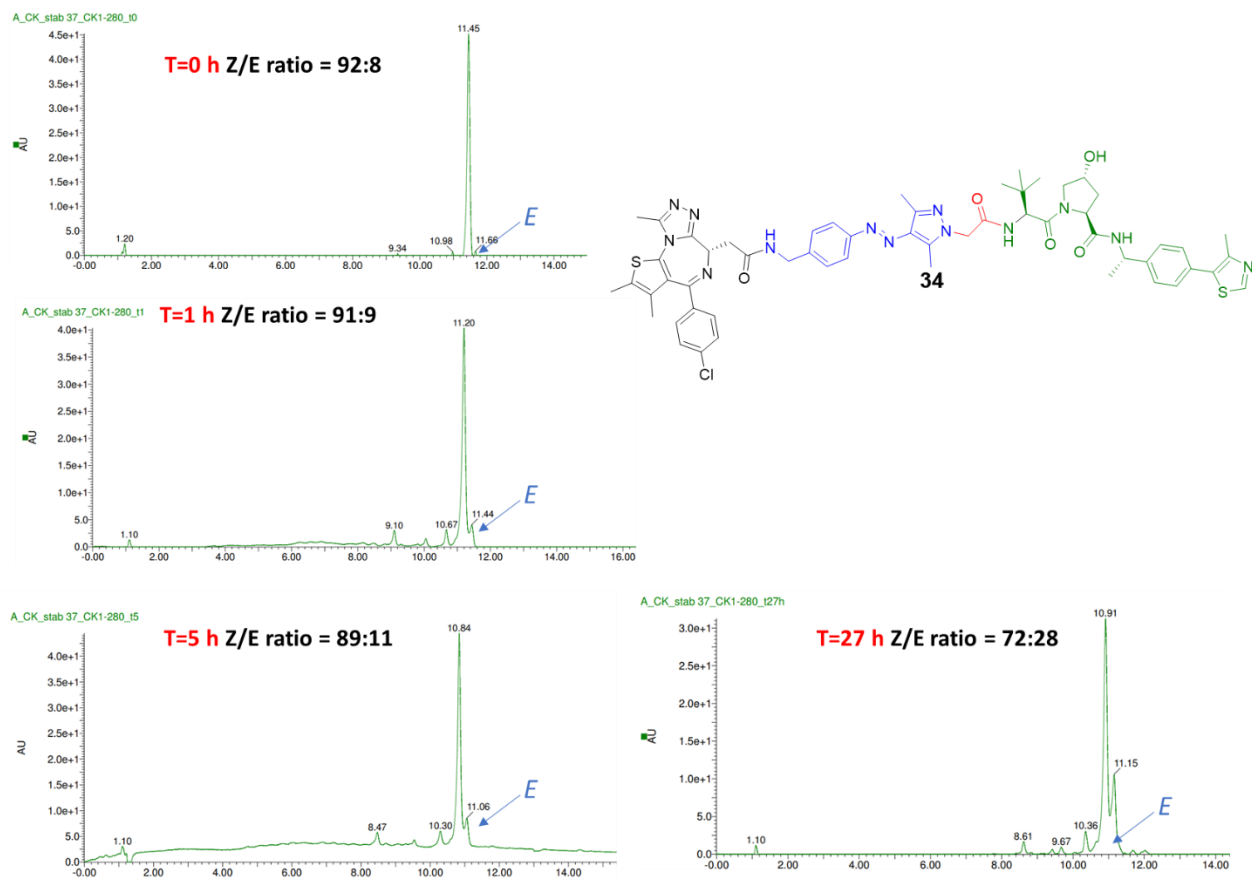 A_CK_stab 37_CK1-280_t0
T=0 h Z/E ratio = 92:8
AU
4.5e+1
4.0e+1
3.5e+1
3.0e+1
2.5e+1
2.0e+1
1.5e+1
1.0e+1
5.0
0.0
1.20
9.34
10.98
11.45
11.66
E
-0.00 2.00 4.00 6.00 8.00 10.00 12.00 14.00
N N
N
N
S
Cl
O
H
N
N
N
N
N
O
N
H
O
N
OH
O
H
N
S
N
34
A_CK_stab 37_CK1-280_t1
T=1 h Z/E ratio = 91:9
AU
4.0e+1
3.5e+1
3.0e+1
2.5e+1
2.0e+1
1.5e+1
1.0e+1
5.0
0.0
1.10
9.10
10.67
11.20
11.44
E
-0.00 2.00 4.00 6.00 8.00 10.00 12.00 14.00 16.00
A_CK_stab 37_CK1-280_t5
T=5 h Z/E ratio = 89:11
AU
4.0e+1
3.0e+1
2.0e+1
1.0e+1
5.0
0.0
1.10
8.47
10.30
10.84
11.06
E
0.00 2.00 4.00 6.00 8.00 10.00 12.00 14.00
A_CK_stab 37_CK1-280_t27h
T=27 h Z/E ratio = 72:28
AU
3.0e+1
2.5e+1
2.0e+1
1.5e+1
1.0e+1
5.0
0.0
1.10
8.61
9.67
10.36
10.91
11.15
E
-0.00 2.00 4.00 6.00 8.00 10.00 12.00 14.00